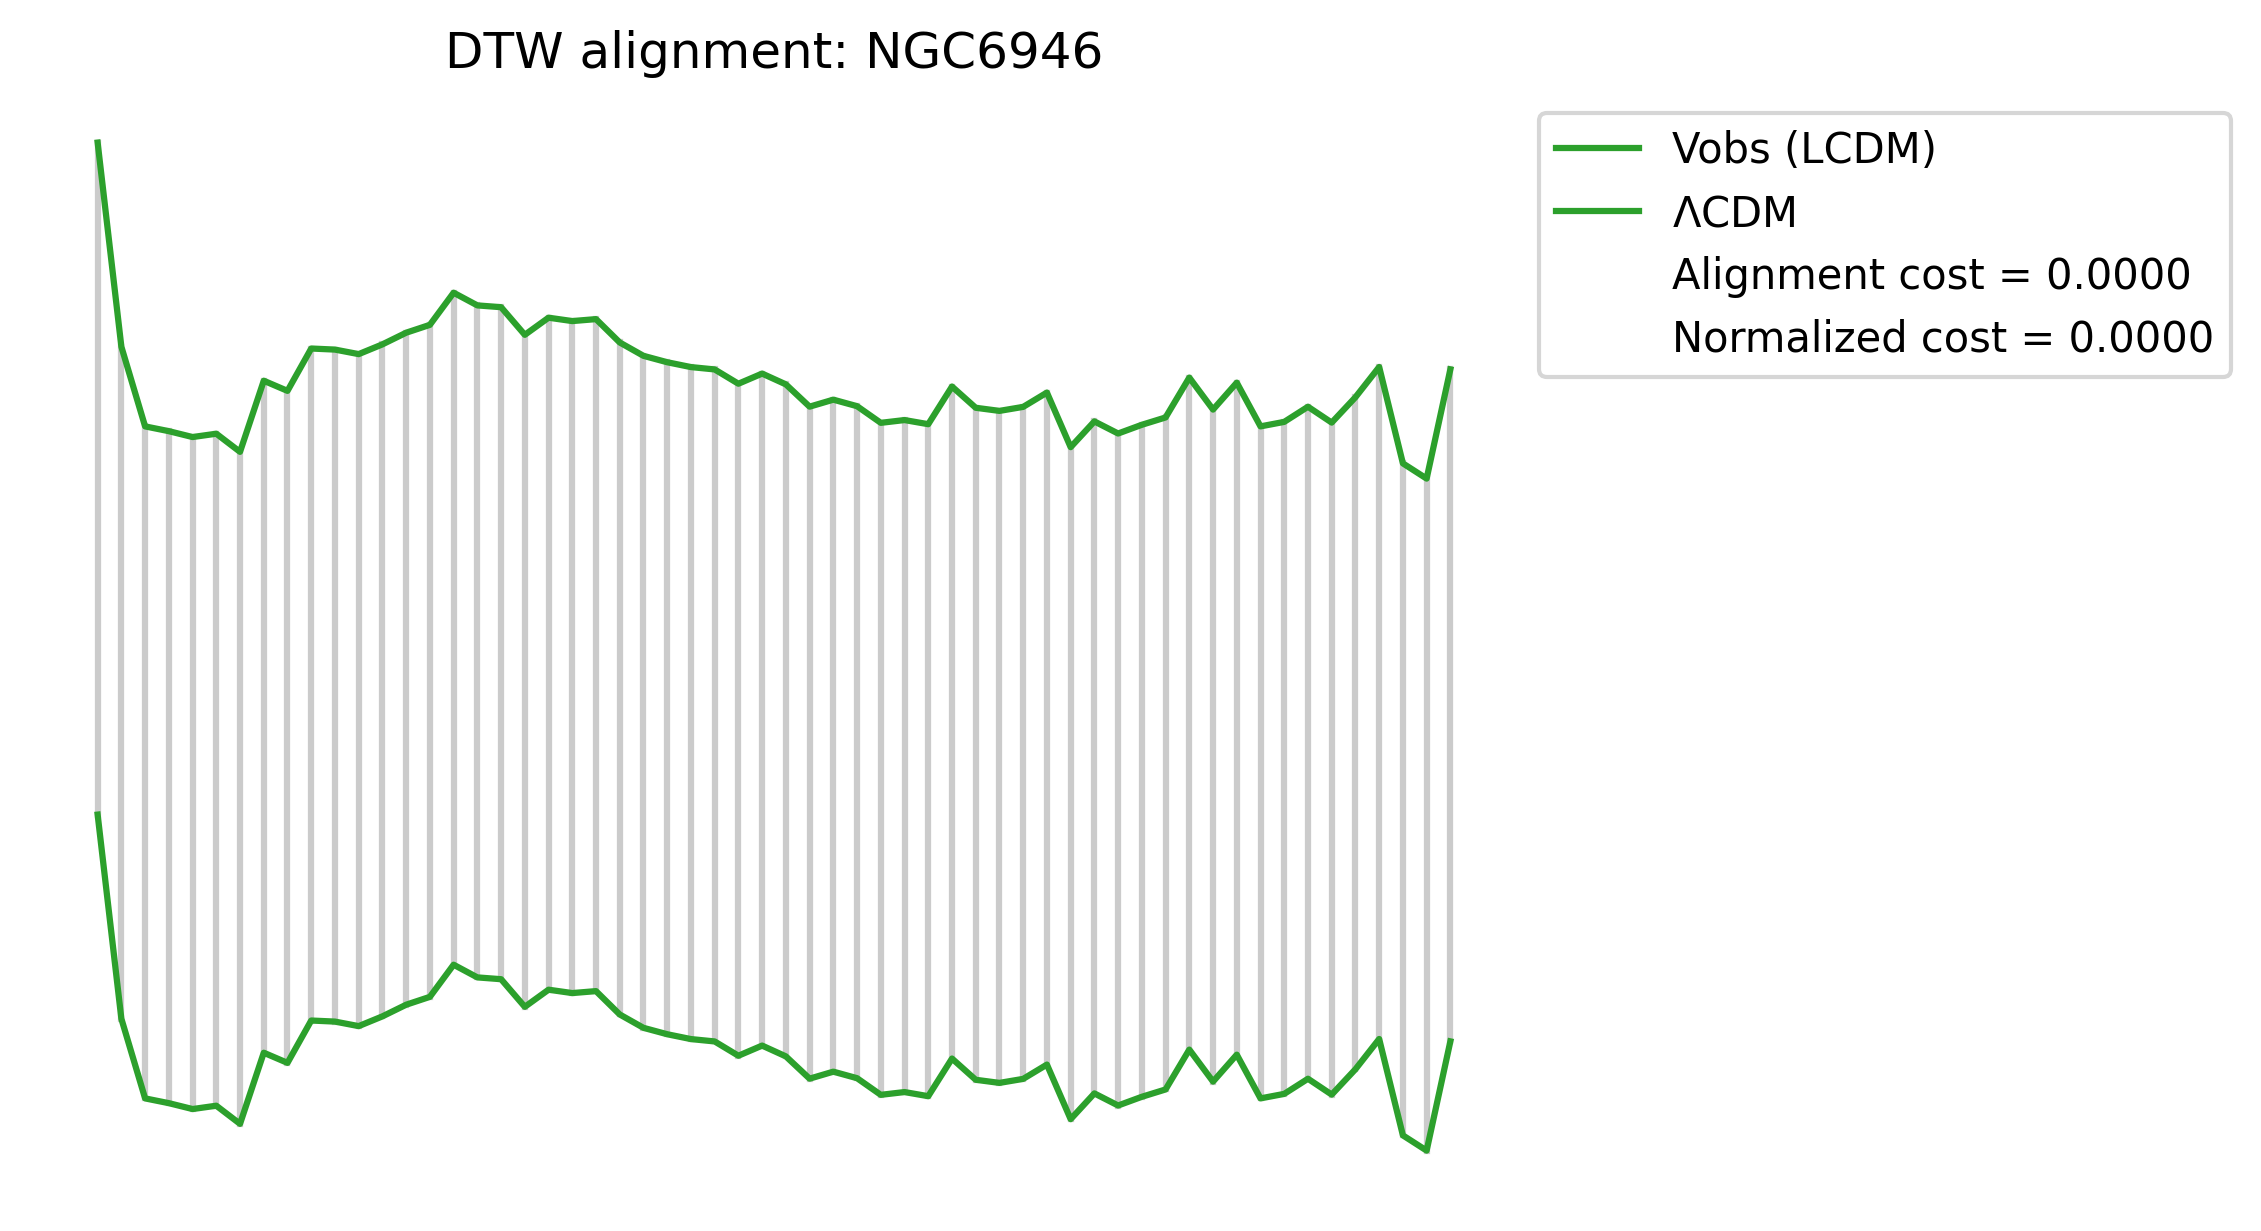 DTW alignment: NGC6946
Vobs (LCDM)
ΛCDM
Alignment cost = 0.0000
Normalized cost = 0.0000